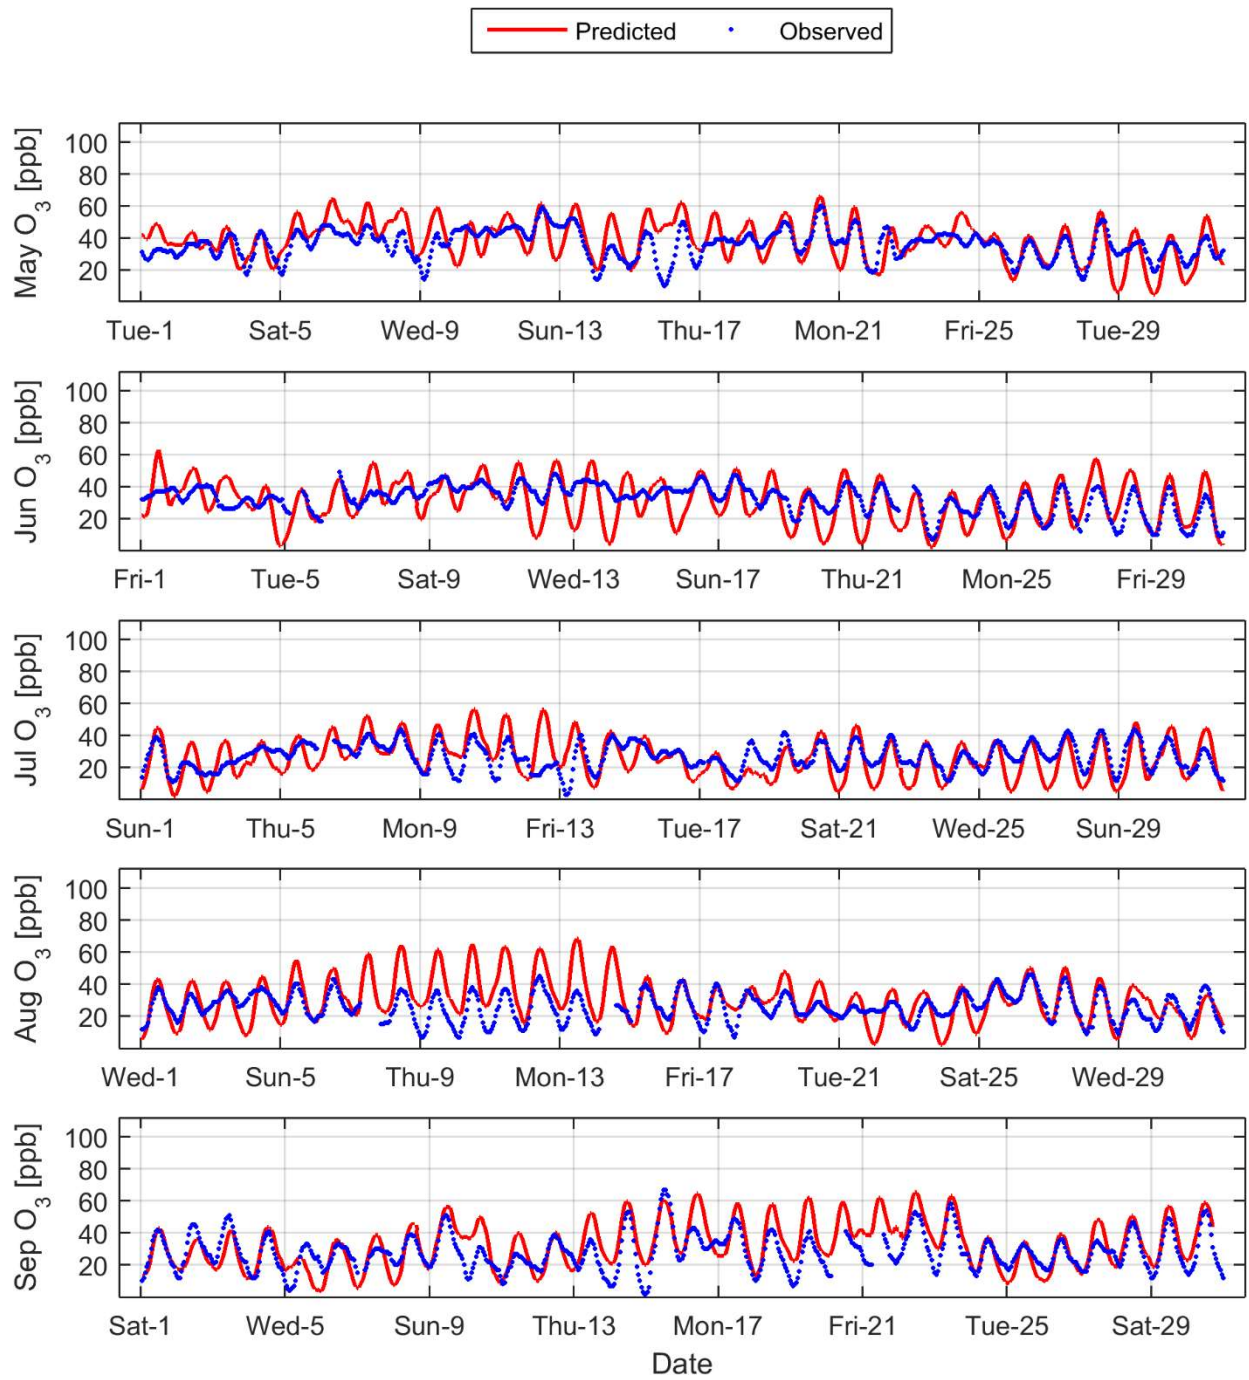 Predicted Observed
May O3 [ppb]
100
80
60
40
20
Tue-1 Sat-5 Wed-9 Sun-13 Thu-17 Mon-21 Fri-25 Tue-29
Jun O3 [ppb]
100
80
60
40
20
Fri-1 Tue-5 Sat-9 Wed-13 Sun-17 Thu-21 Mon-25 Fri-29
Jul O3 [ppb]
100
80
60
40
20
Sun-1 Thu-5 Mon-9 Fri-13 Tue-17 Sat-21 Wed-25 Sun-29
Aug O3 [ppb]
100
80
60
40
20
Wed-1 Sun-5 Thu-9 Mon-13 Fri-17 Tue-21 Sat-25 Wed-29
Sep O3 [ppb]
100
80
60
40
20
Sat-1 Wed-5 Sun-9 Thu-13 Mon-17 Fri-21 Tue-25 Sat-29
Date